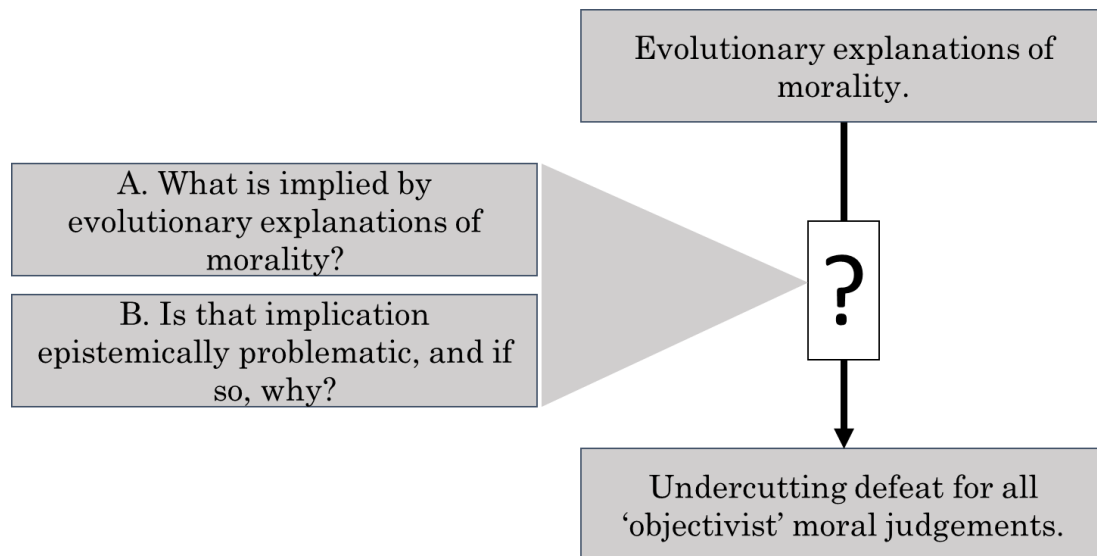 Evolutionary explanations of
morality.
A. What is implied by
evolutionary explanations of
morality?
B. Is that implication
epistemically problematic, and if
so, why?
?
Undercutting defeat for all
‘objectivist’ moral judgements.